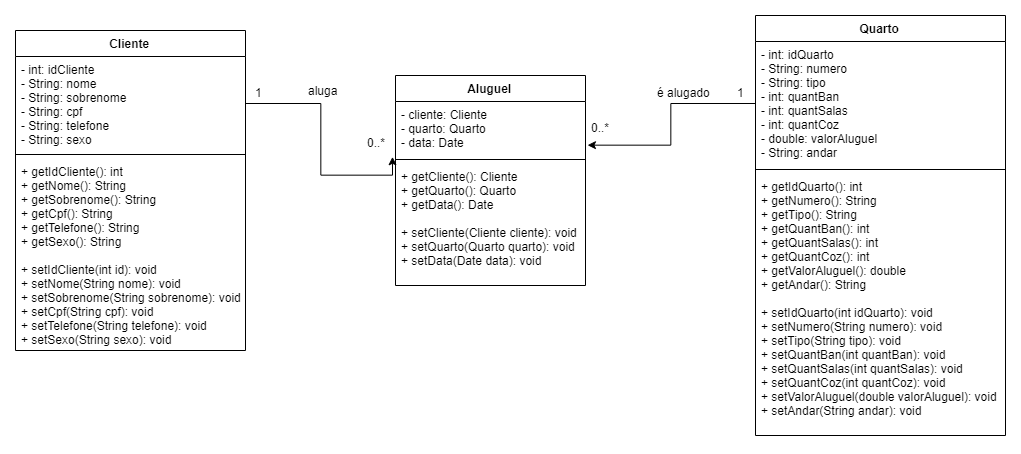 Cliente
- int: idCliente
- String: nome
- String: sobrenome
- String: cpf
- String: telefone
- String: sexo
+ getIdCliente(): int
+ getNome(): String
+ getSobrenome(): String
+ getCpf(): String
+ getTelefone(): String
+ getSexo(): String
+ setIdCliente(int id): void
+ setNome(String nome): void
+ setSobrenome(String sobrenome): void
+ setCpf(String cpf): void
+ setTelefone(String telefone): void
+ setSexo(String sexo): void
1
aluga
0..*
Aluguel
- cliente: Cliente
- quarto: Quarto
- data: Date
+ getCliente(): Cliente
+ getQuarto(): Quarto
+ getData(): Date
+ setCliente(Cliente cliente): void
+ setQuarto(Quarto quarto): void
+ setData(Date data): void
0..*
é alugado
1
Quarto
- int: idQuarto
- String: numero
- String: tipo
- int: quantBan
- int: quantSalas
- int: quantCoz
- double: valorAluguel
- String: andar
+ getIdQuarto(): int
+ getNumero(): String
+ getTipo(): String
+ getQuantBan(): int
+ getQuantSalas(): int
+ getQuantCoz(): int
+ getValorAluguel(): double
+ getAndar(): String
+ setIdQuarto(int idQuarto): void
+ setNumero(String numero): void
+ setTipo(String tipo): void
+ setQuantBan(int quantBan): void
+ setQuantSalas(int quantSalas): void
+ setQuantCoz(int quantCoz): void
+ setValorAluguel(double valorAluguel): void
+ setAndar(String andar): void